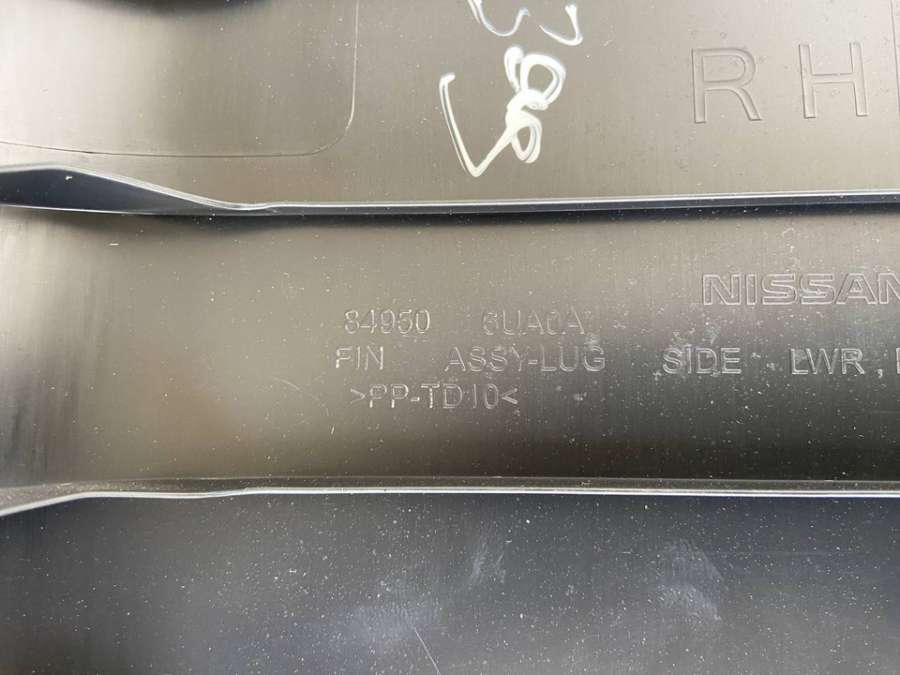 RH
NISSAN
84950 6UA0A
FIN ASSY-LUG SIDE LWR,
>PP-TD10<